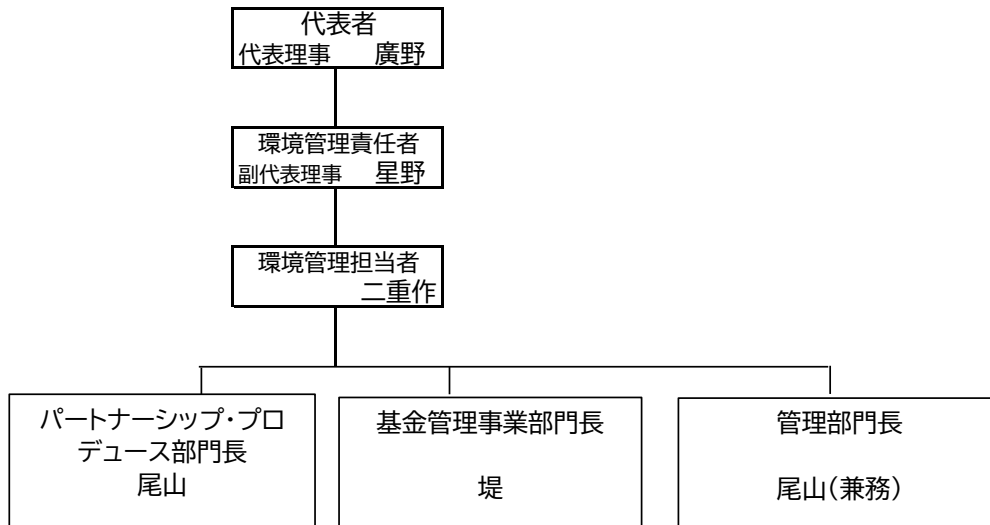 代表者
代表理事　廣野
環境管理責任者
副代表理事　星野
環境管理担当者
二重作
パートナーシップ・プロ
デュース部門長
尾山
基金管理事業部門長
堤
管理部門長
尾山(兼務)